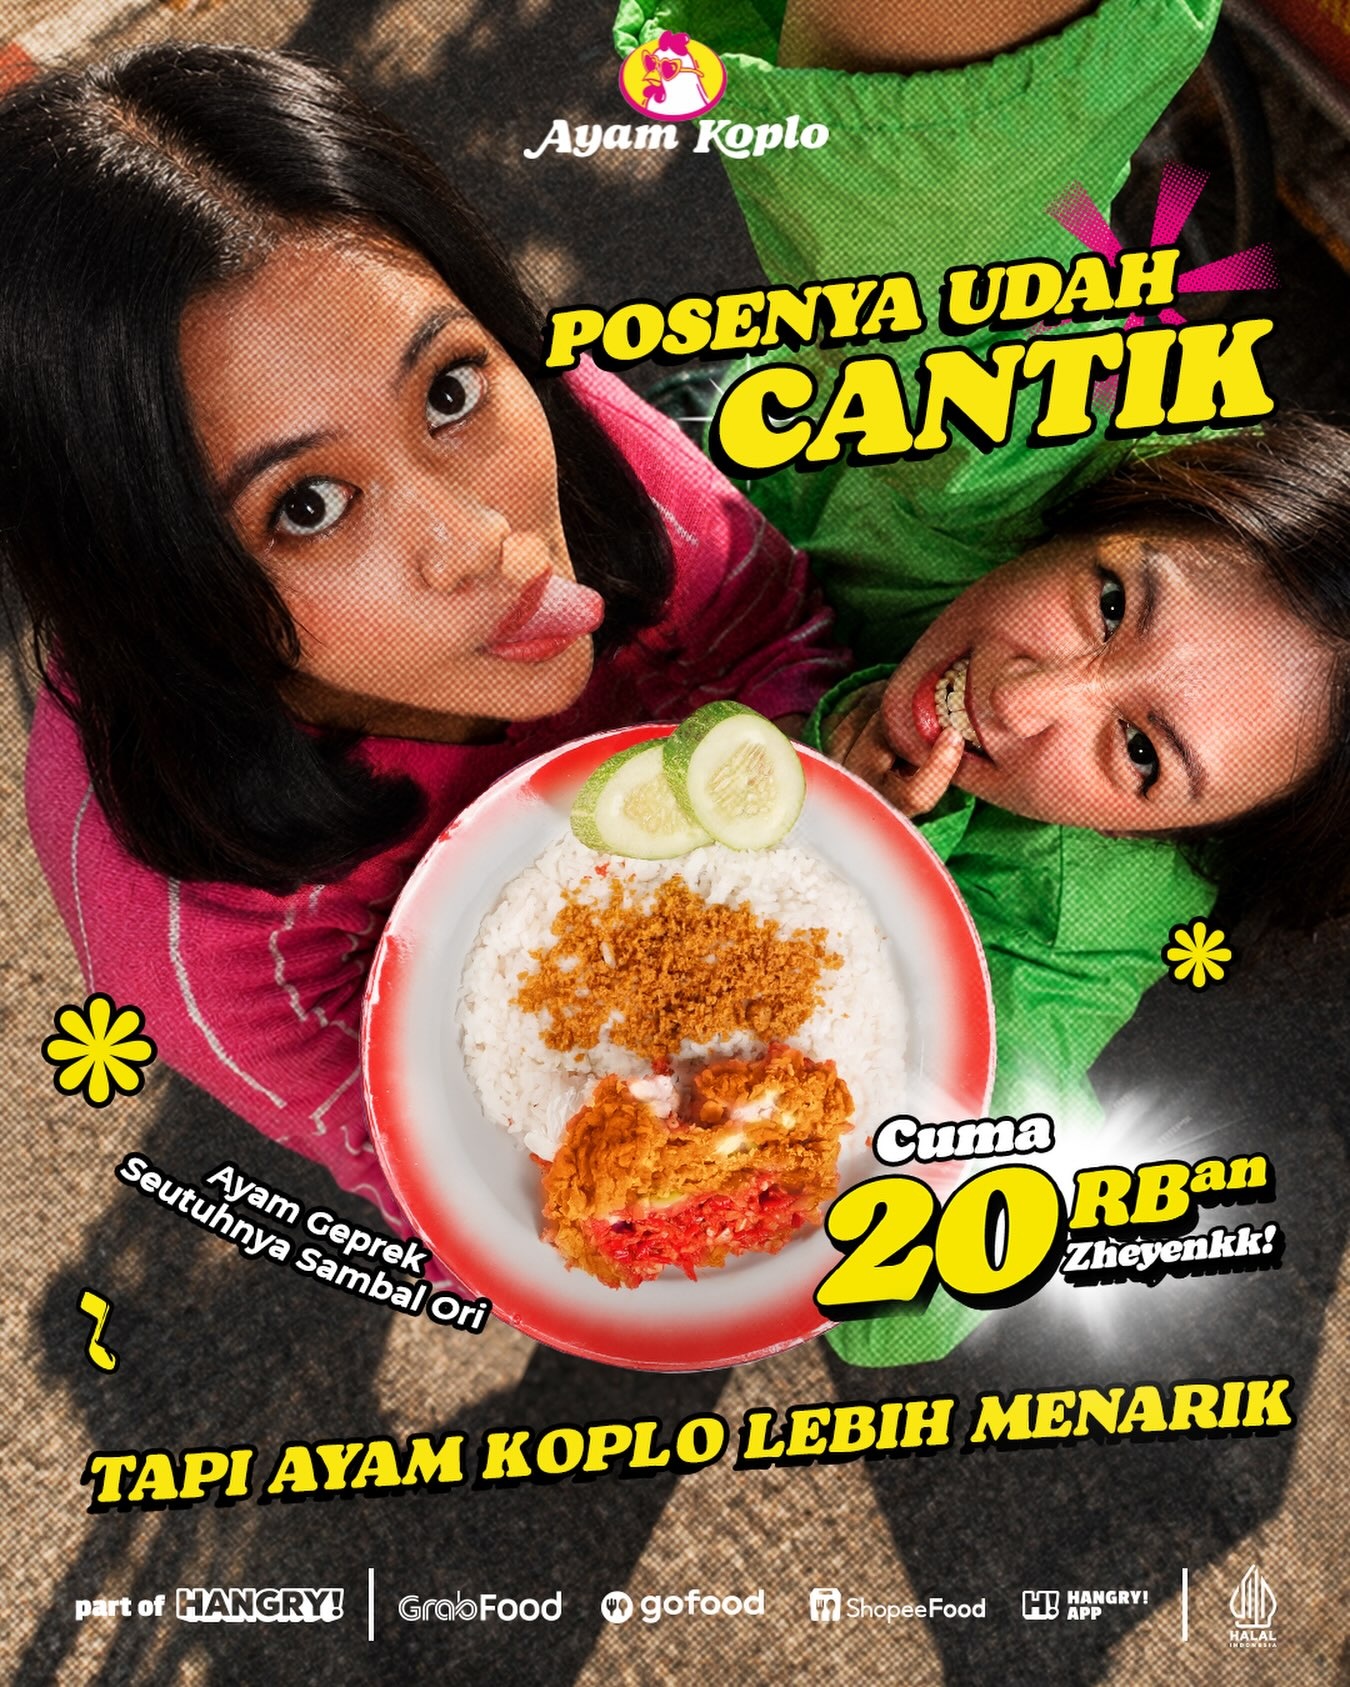 Ayam Koplo
POSENYA UDAH
CANTIK
Cuma
20 RBan
Zheyenkk!
Ayam Geprek
Seutuhnya Sambal Ori
TAPI AYAM KOPLO LEBIH MENARIK
part of HANGRY!
GrabFood
gofood
ShopeeFood
H! HANGRY!
APP
HALAL
INDONESIA